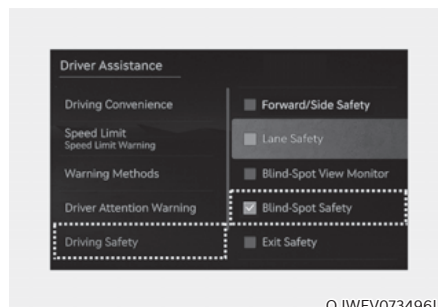 Driver Assistance
Driving Convenience
Speed Limit
Speed Limit Warning
Warning Methods
Driver Attention Warning
Driving Safety
Forward/Side Safety
Lane Safety
Blind-Spot View Monitor
Blind-Spot Safety
Exit Safety